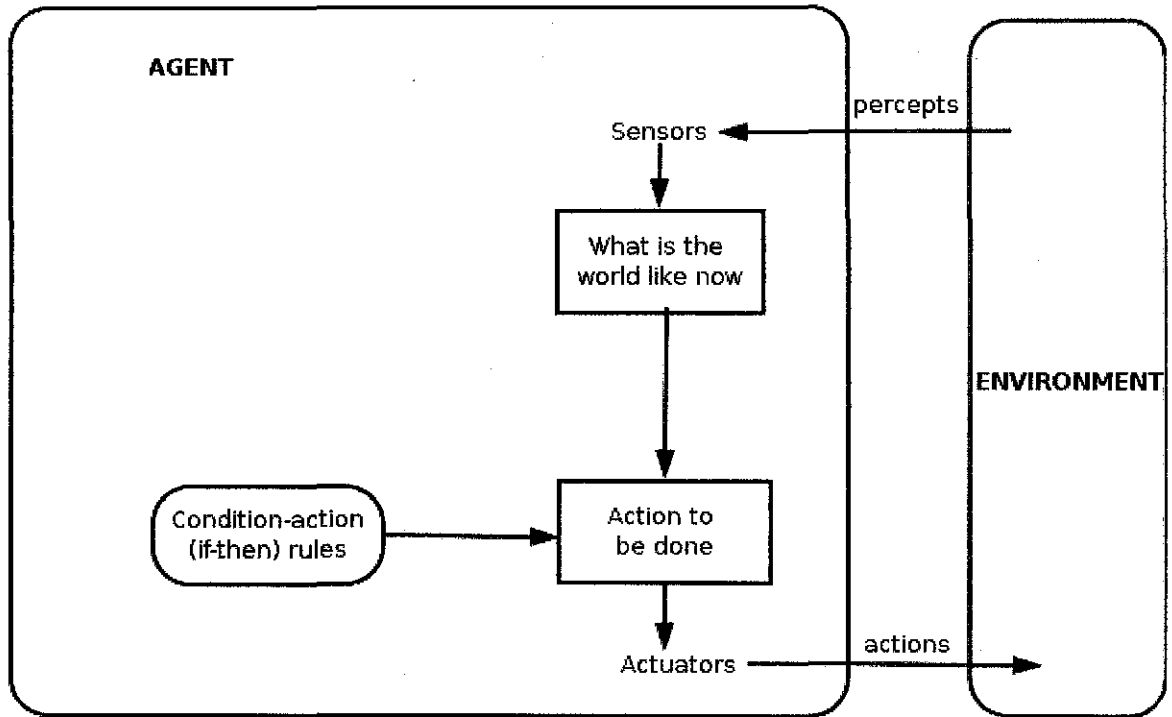 AGENT
percepts
Sensors
What is the
world like now
ENVIRONMENT
Condition-action
(if-then) rules
Action to
be done
actions
Actuators